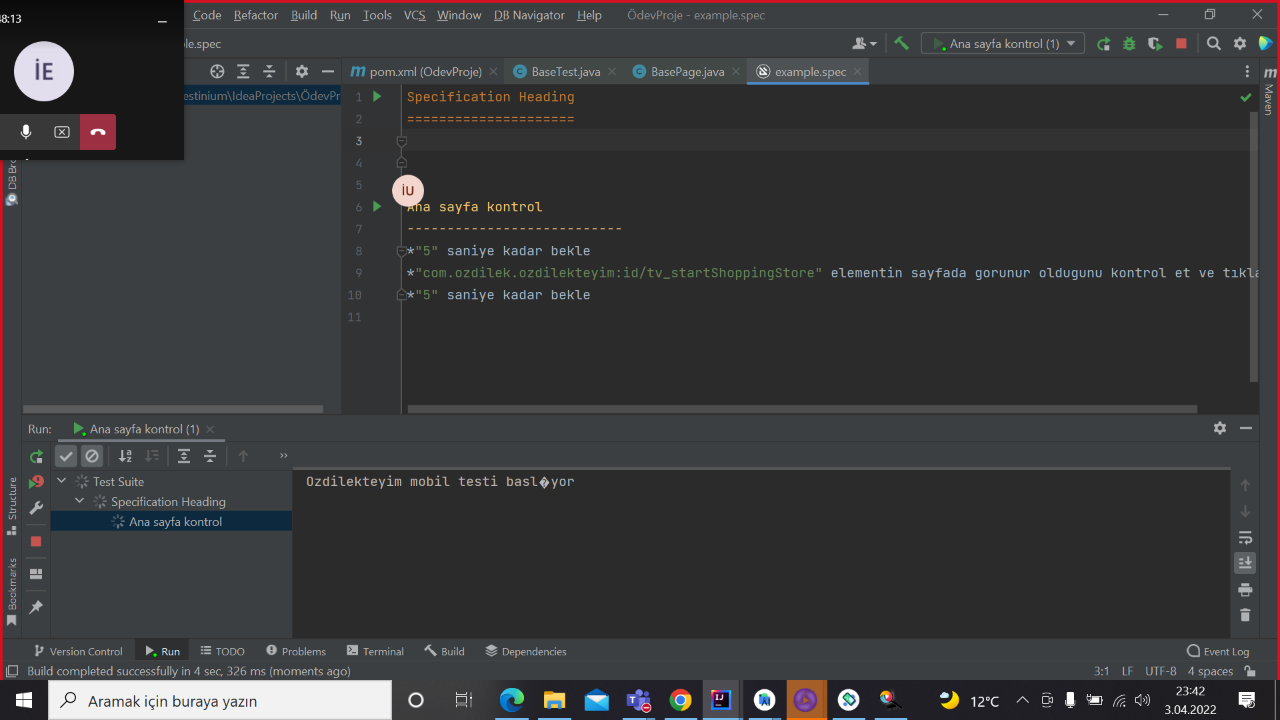 48:13
Code Refactor Build Run Tools VCS Window DB Navigator Help ÖdevProje - example.spec
İE
le.spec
Ana sayfa kontrol (1)
estinium\IdeaProjects\ÖdevPr
pom.xml (OdevProje)
BaseTest.java
BasePage.java
example.spec
Maven
DB Bro
1 Specification Heading
2 =====================
3
4
5
İU
6 Ana sayfa kontrol
7 ---------------------------
8 *"5" saniye kadar bekle
9 *"com.ozdilek.ozdilekteyim:id/tv_startShoppingStore" elementin sayfada gorunur oldugunu kontrol et ve tıkla
10 *"5" saniye kadar bekle
11
Run: Ana sayfa kontrol (1)
Test Suite
Specification Heading
Ana sayfa kontrol
Ozdilekteyim mobil testi basl�yor
Structure
Bookmarks
Version Control Run TODO Problems Terminal Build Dependencies Event Log
Build completed successfully in 4 sec, 326 ms (moments ago) 3:1 LF UTF-8 4 spaces
Aramak için buraya yazın
12°C
23:42
3.04.2022